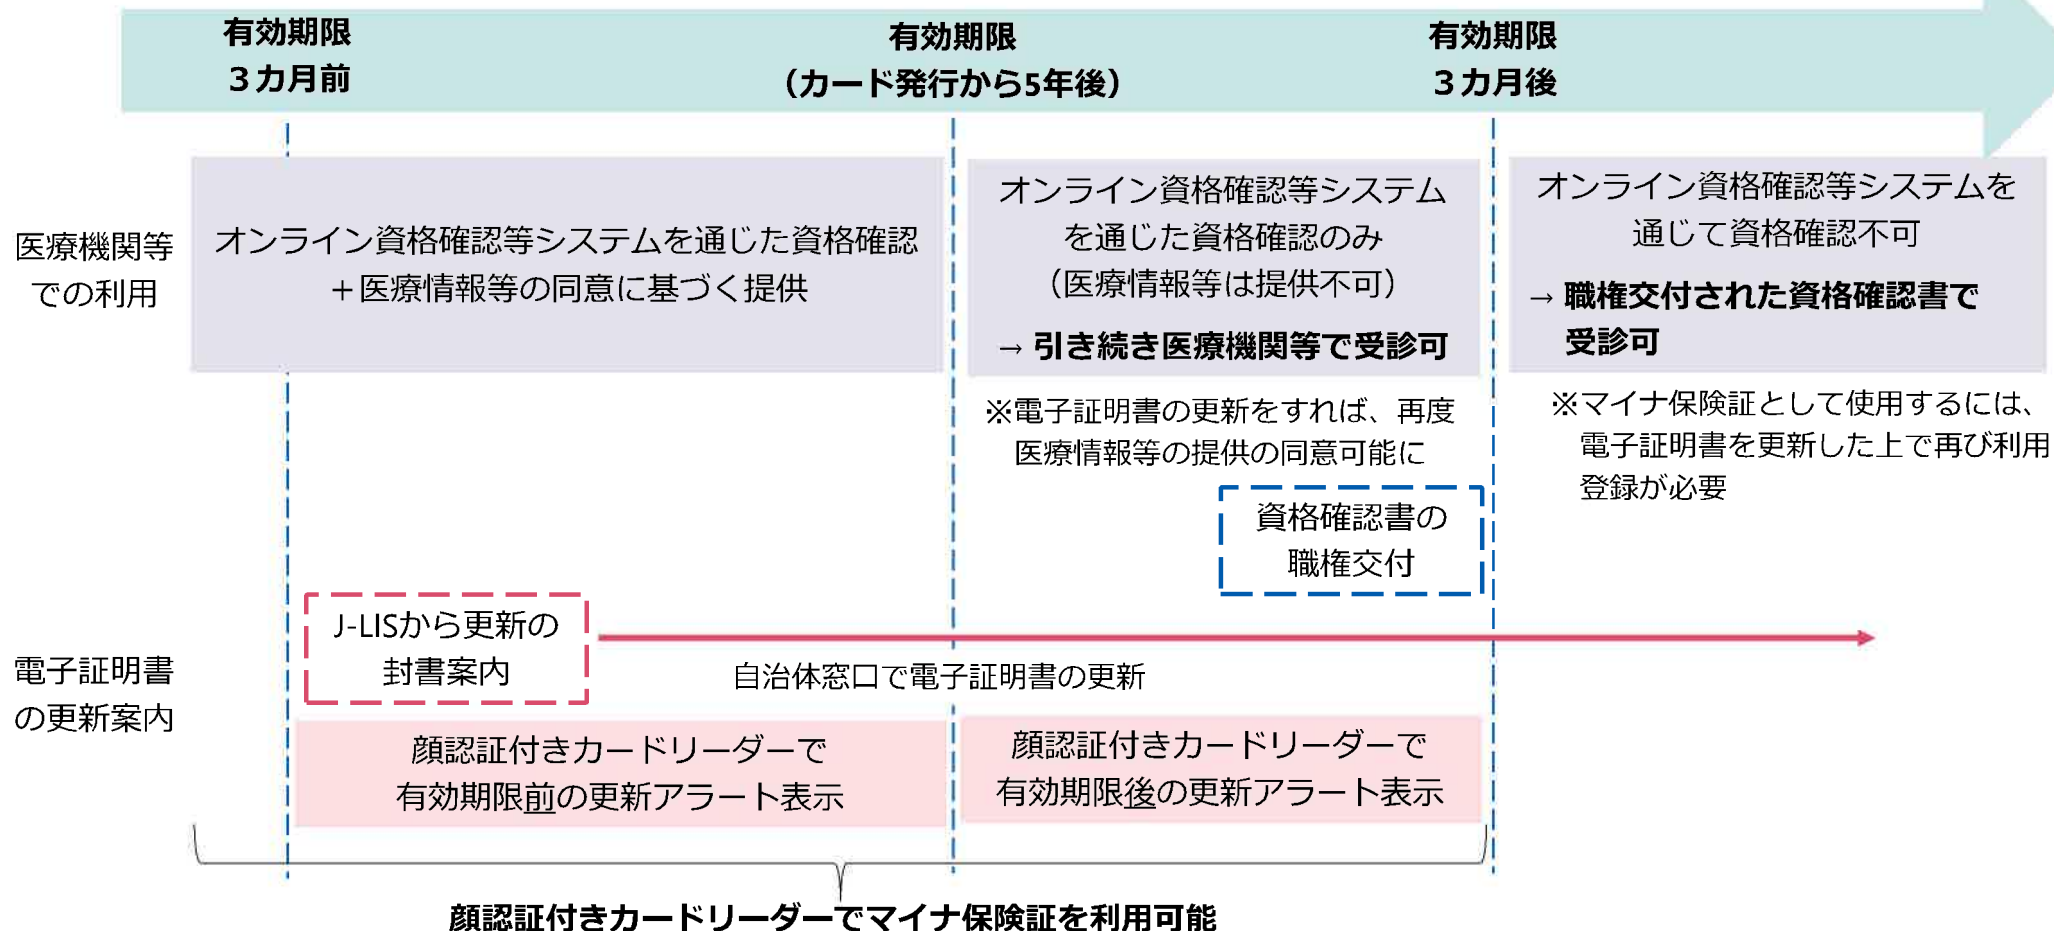 有効期限
３カ月前
有効期限
（カード発行から5年後）
有効期限
３カ月後
医療機関等
での利用
オンライン資格確認等システムを通じた資格確認
＋医療情報等の同意に基づく提供
オンライン資格確認等システム
を通じた資格確認のみ
（医療情報等は提供不可）
→ 引き続き医療機関等で受診可
※電子証明書の更新をすれば、再度
医療情報等の提供の同意可能に
オンライン資格確認等システムを
通じて資格確認不可
→ 職権交付された資格確認書で
受診可
※マイナ保険証として使用するには、
電子証明書を更新した上で再び利用
登録が必要
資格確認書の
職権交付
電子証明書
の更新案内
J-LISから更新の
封書案内
自治体窓口で電子証明書の更新
顔認証付きカードリーダーで
有効期限前の更新アラート表示
顔認証付きカードリーダーで
有効期限後の更新アラート表示
顔認証付きカードリーダーでマイナ保険証を利用可能